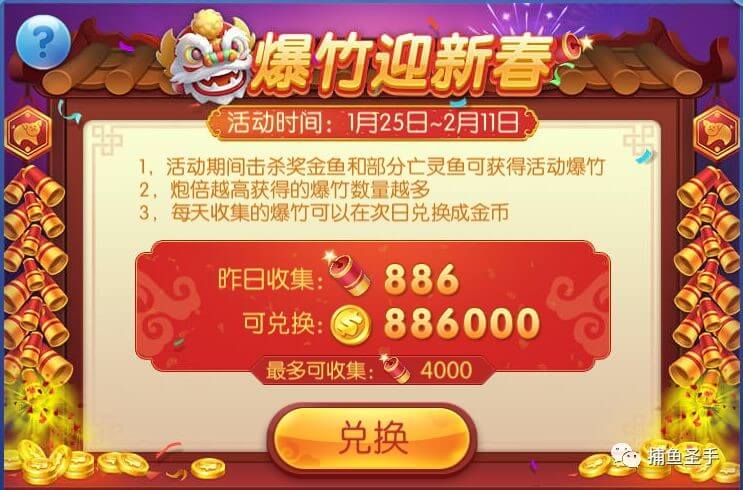 ?
爆竹迎新春
活动时间：1月25日~2月11日
1，活动期间击杀奖金鱼和部分亡灵鱼可获得活动爆竹
2，炮倍越高获得的爆竹数量越多
3，每天收集的爆竹可以在次日兑换成金币
昨日收集： 886
可兑换： 886000
最多可收集： 4000
兑换
捕鱼圣手